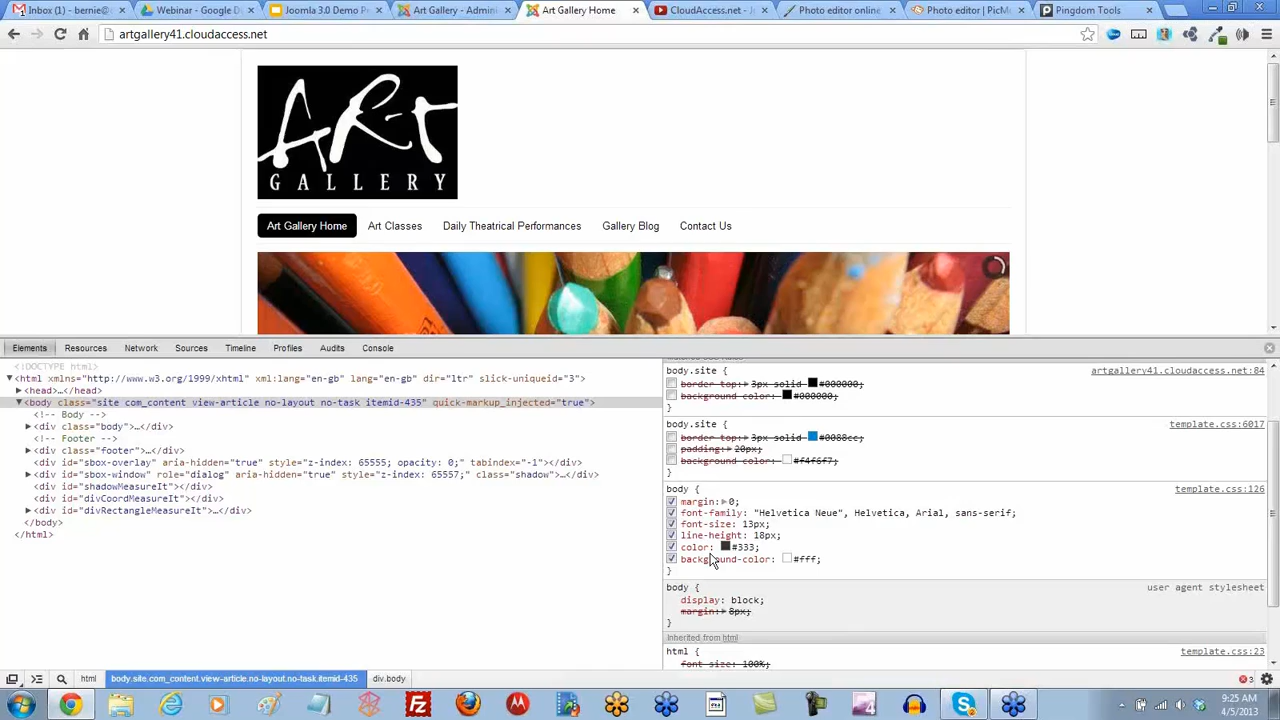 Inbox (1) - bernie@
Webinar - Google D
Joomla 3.0 Demo P
Art Gallery - Admini
Art Gallery Home
CloudAccess.net - Y
Photo editor online
Photo editor | PicM
Pingdom Tools
artgallery41.cloudaccess.net
ART
GALLERY
Art Gallery Home
Art Classes
Daily Theatrical Performances
Gallery Blog
Contact Us
Elements
Resources
Network
Sources
Timeline
Profiles
Audits
Console
<!DOCTYPE html>
<html xmlns="http://www.w3.org/1999/xhtml" xml:lang="en-gb" lang="en-gb" dir="ltr" slick-uniqueid="3">
<head>…</head>
<body class="site com_content view-article no-layout no-task itemid-435" quick-markup_injected="true">
<!-- Body -->
<div class="body">…</div>
<!-- Footer -->
<div class="footer">…</div>
<div id="sbox-overlay" aria-hidden="true" style="z-index: 65555; opacity: 0;" tabindex="-1"></div>
<div id="sbox-window" role="dialog" aria-hidden="true" style="z-index: 65557;" class="shadow">…</div>
<div id="shadowMeasureIt"></div>
<div id="divCoordMeasureIt"></div>
<div id="divRectangleMeasureIt">…</div>
</body>
</html>
body.site { artgallery41.cloudaccess.net:84
border-top: 3px solid #000000;
background-color: #000000;
}
body.site { template.css:6017
border-top: 3px solid #0088cc;
padding: 20px;
background-color: #f4f6f7;
}
body { template.css:126
margin: 0;
font-family: "Helvetica Neue", Helvetica, Arial, sans-serif;
font-size: 13px;
line-height: 18px;
color: #333;
background-color: #fff;
}
body { user agent stylesheet
display: block;
margin: 8px;
}
Inherited from html
html { template.css:23
font-size: 100%;
html
body.site.com_content.view-article.no-layout.no-task.itemid-435
div.body
3
9:25 AM
4/5/2013